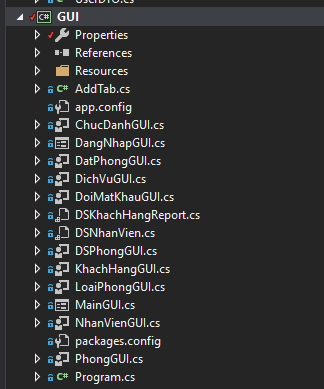 UserDTO.cs
C# GUI
Properties
References
Resources
C# AddTab.cs
app.config
ChucDanhGUI.cs
DangNhapGUI.cs
DatPhongGUI.cs
DichVuGUI.cs
DoiMatKhauGUI.cs
DSKhachHangReport.cs
DSNhanVien.cs
DSPhongGUI.cs
KhachHangGUI.cs
LoaiPhongGUI.cs
MainGUI.cs
NhanVienGUI.cs
packages.config
PhongGUI.cs
C# Program.cs